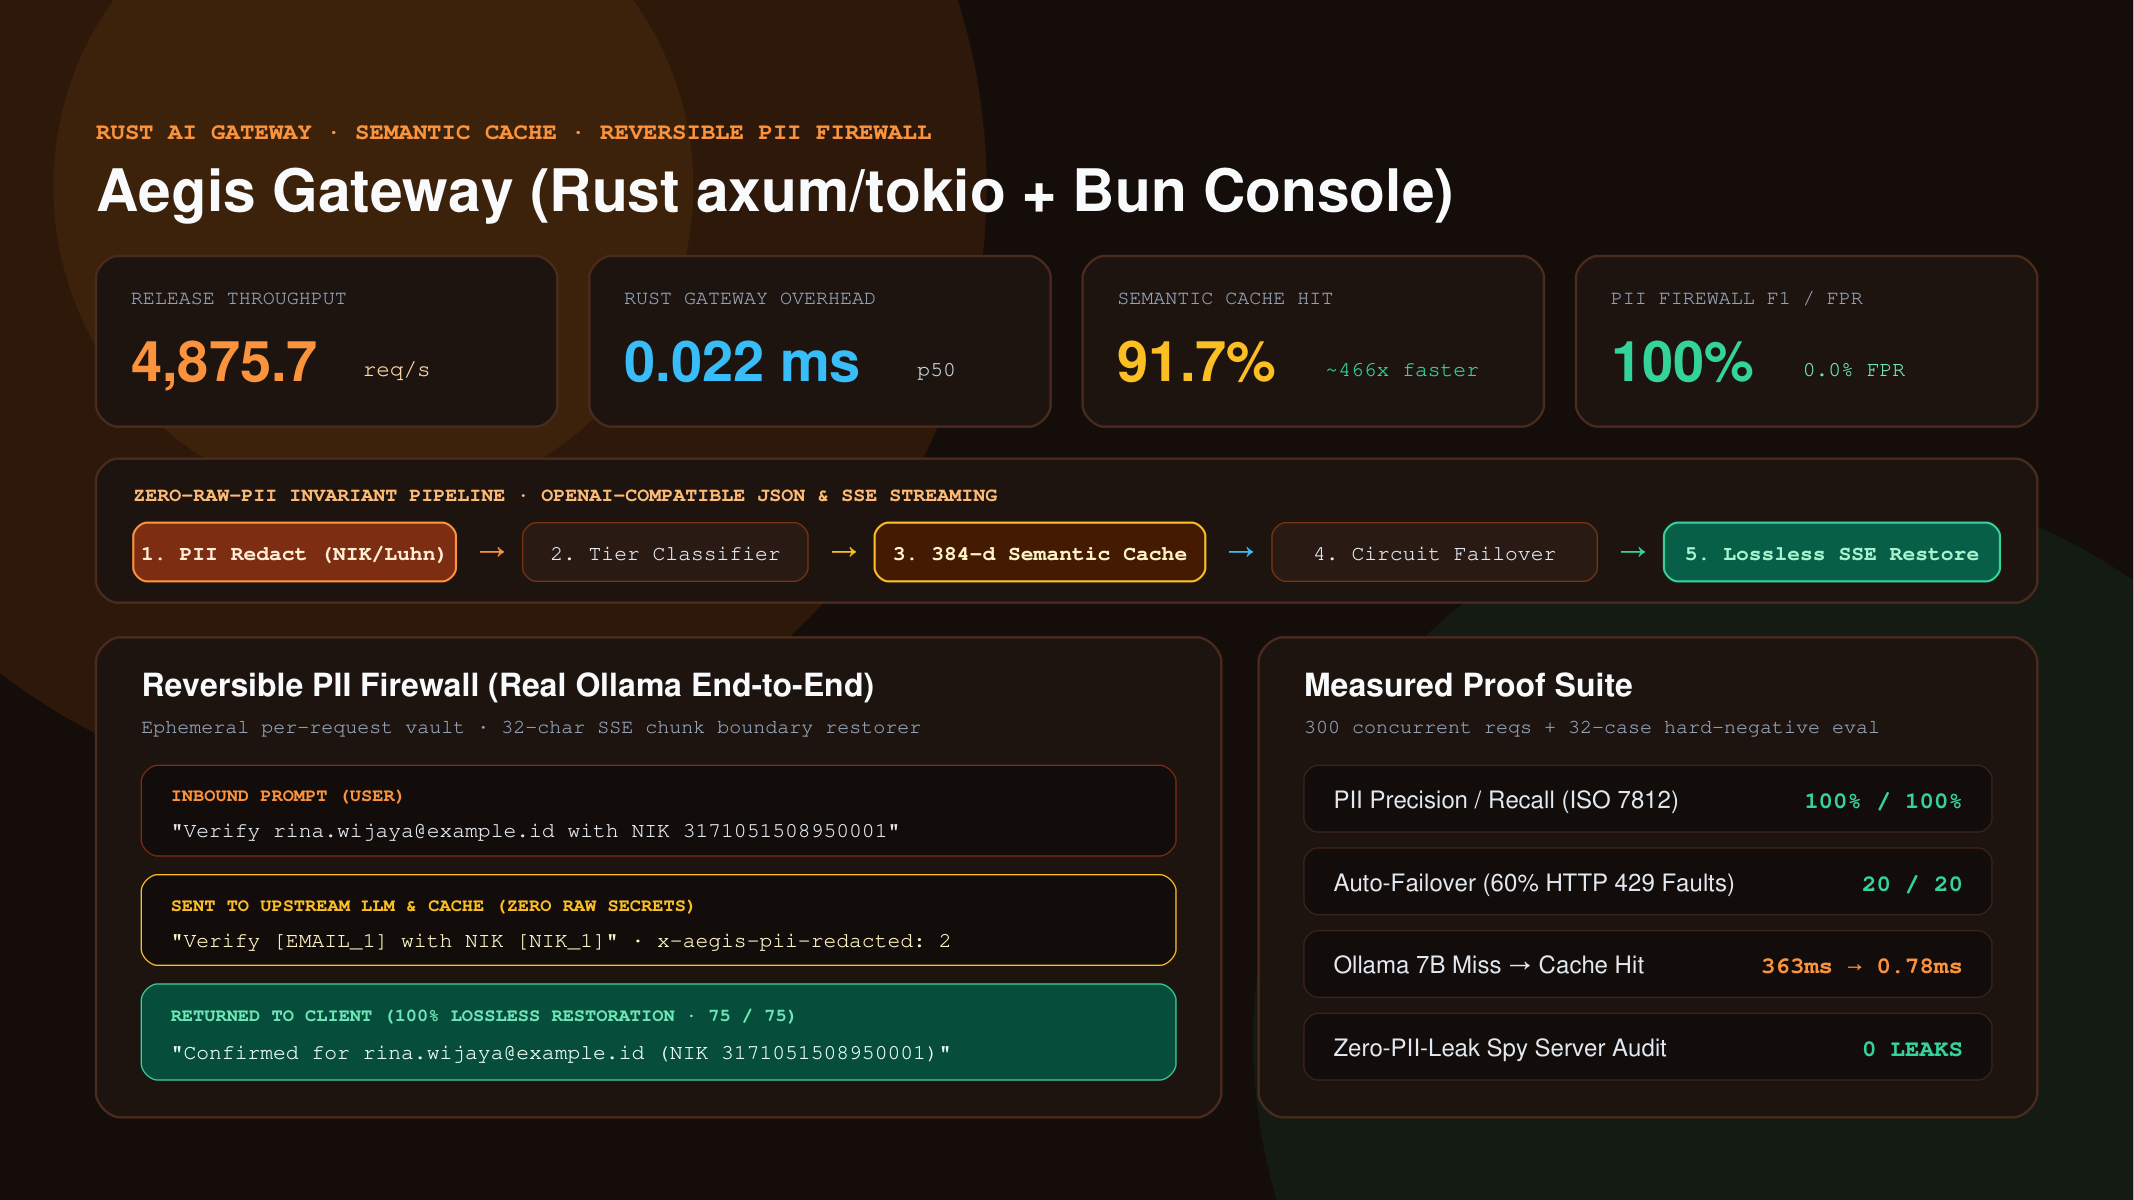 RUST AI GATEWAY · SEMANTIC CACHE · REVERSIBLE PII FIREWALL
Aegis Gateway (Rust axum/tokio + Bun Console)
RELEASE THROUGHPUT
4,875.7 req/s
RUST GATEWAY OVERHEAD
0.022 ms p50
SEMANTIC CACHE HIT
91.7% ~466x faster
PII FIREWALL F1 / FPR
100% 0.0% FPR
ZERO-RAW-PII INVARIANT PIPELINE · OPENAI-COMPATIBLE JSON & SSE STREAMING
1. PII Redact (NIK/Luhn) → 2. Tier Classifier → 3. 384-d Semantic Cache → 4. Circuit Failover → 5. Lossless SSE Restore
Reversible PII Firewall (Real Ollama End-to-End)
Ephemeral per-request vault · 32-char SSE chunk boundary restorer
INBOUND PROMPT (USER)
"Verify rina.wijaya@example.id with NIK 3171051508950001"
SENT TO UPSTREAM LLM & CACHE (ZERO RAW SECRETS)
"Verify [EMAIL_1] with NIK [NIK_1]" · x-aegis-pii-redacted: 2
RETURNED TO CLIENT (100% LOSSLESS RESTORATION · 75 / 75)
"Confirmed for rina.wijaya@example.id (NIK 3171051508950001)"
Measured Proof Suite
300 concurrent reqs + 32-case hard-negative eval
PII Precision / Recall (ISO 7812) 100% / 100%
Auto-Failover (60% HTTP 429 Faults) 20 / 20
Ollama 7B Miss → Cache Hit 363ms → 0.78ms
Zero-PII-Leak Spy Server Audit 0 LEAKS